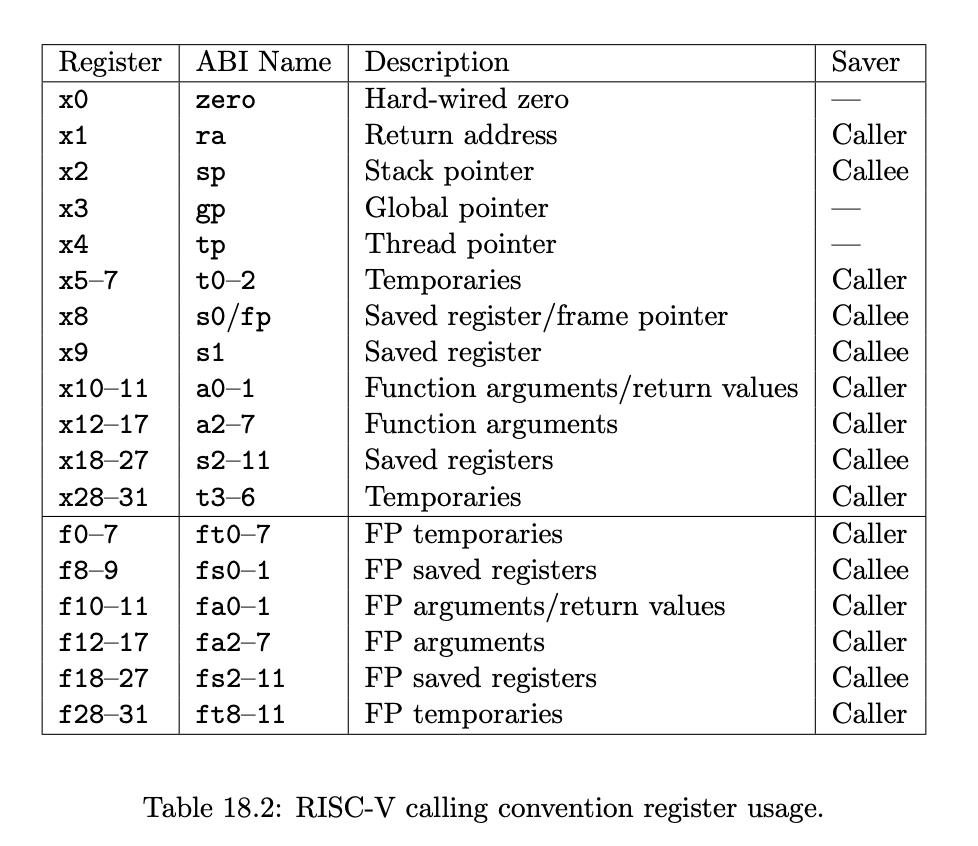 Register ABI Name Description Saver
x0 zero Hard-wired zero —
x1 ra Return address Caller
x2 sp Stack pointer Callee
x3 gp Global pointer —
x4 tp Thread pointer —
x5–7 t0–2 Temporaries Caller
x8 s0/fp Saved register/frame pointer Callee
x9 s1 Saved register Callee
x10–11 a0–1 Function arguments/return values Caller
x12–17 a2–7 Function arguments Caller
x18–27 s2–11 Saved registers Callee
x28–31 t3–6 Temporaries Caller
f0–7 ft0–7 FP temporaries Caller
f8–9 fs0–1 FP saved registers Callee
f10–11 fa0–1 FP arguments/return values Caller
f12–17 fa2–7 FP arguments Caller
f18–27 fs2–11 FP saved registers Callee
f28–31 ft8–11 FP temporaries Caller
Table 18.2: RISC-V calling convention register usage.